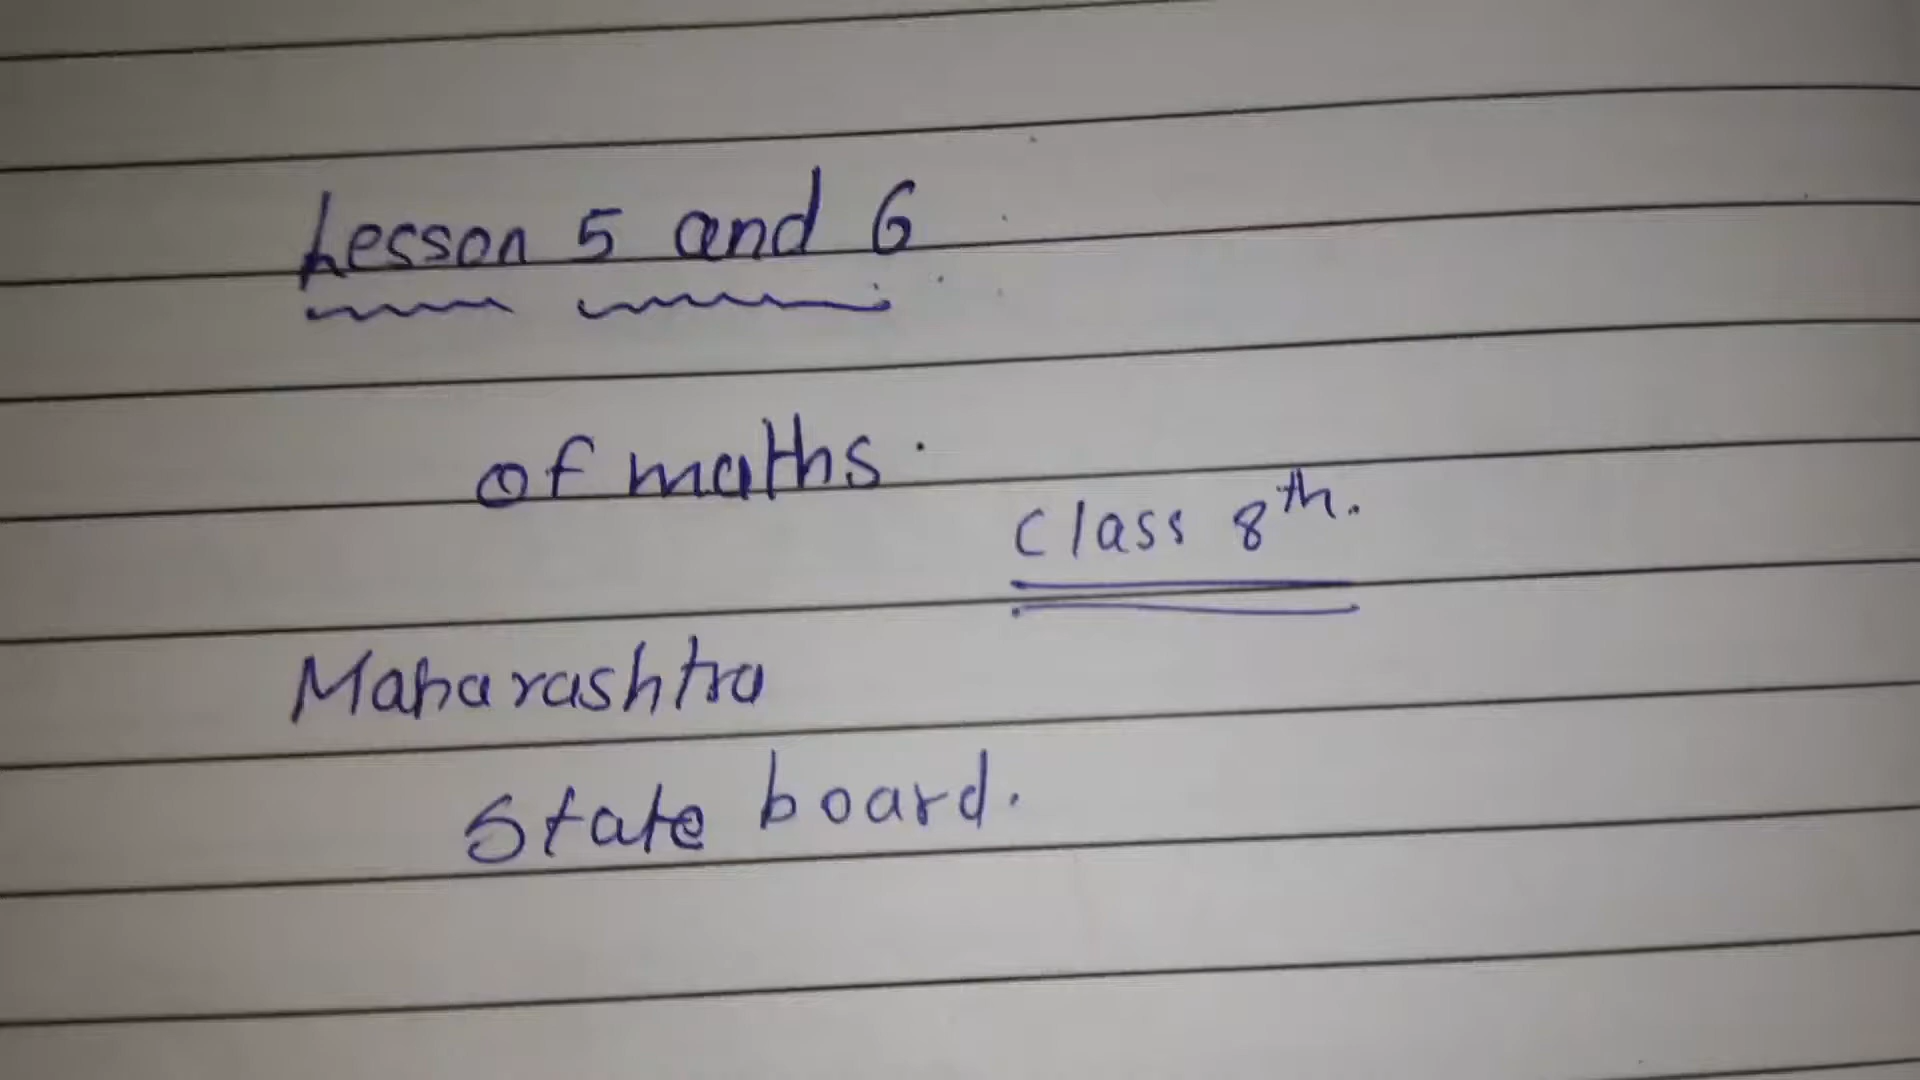 Lesson 5 and 6
of maths.
Class 8th.
Maharashtra
State board.